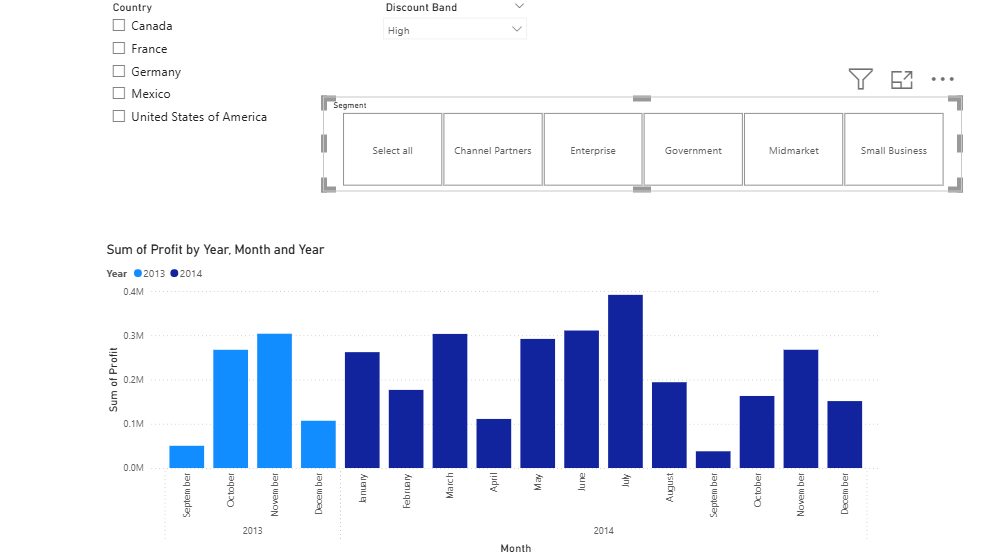 Country
Canada
France
Germany
Mexico
United States of America
Discount Band
High
Segment
Select all
Channel Partners
Enterprise
Government
Midmarket
Small Business
Sum of Profit by Year, Month and Year
Year 2013 2014
Sum of Profit
0.4M
0.3M
0.2M
0.1M
0.0M
September
October
November
December
January
February
March
April
May
June
July
August
September
October
November
December
2013
2014
Month